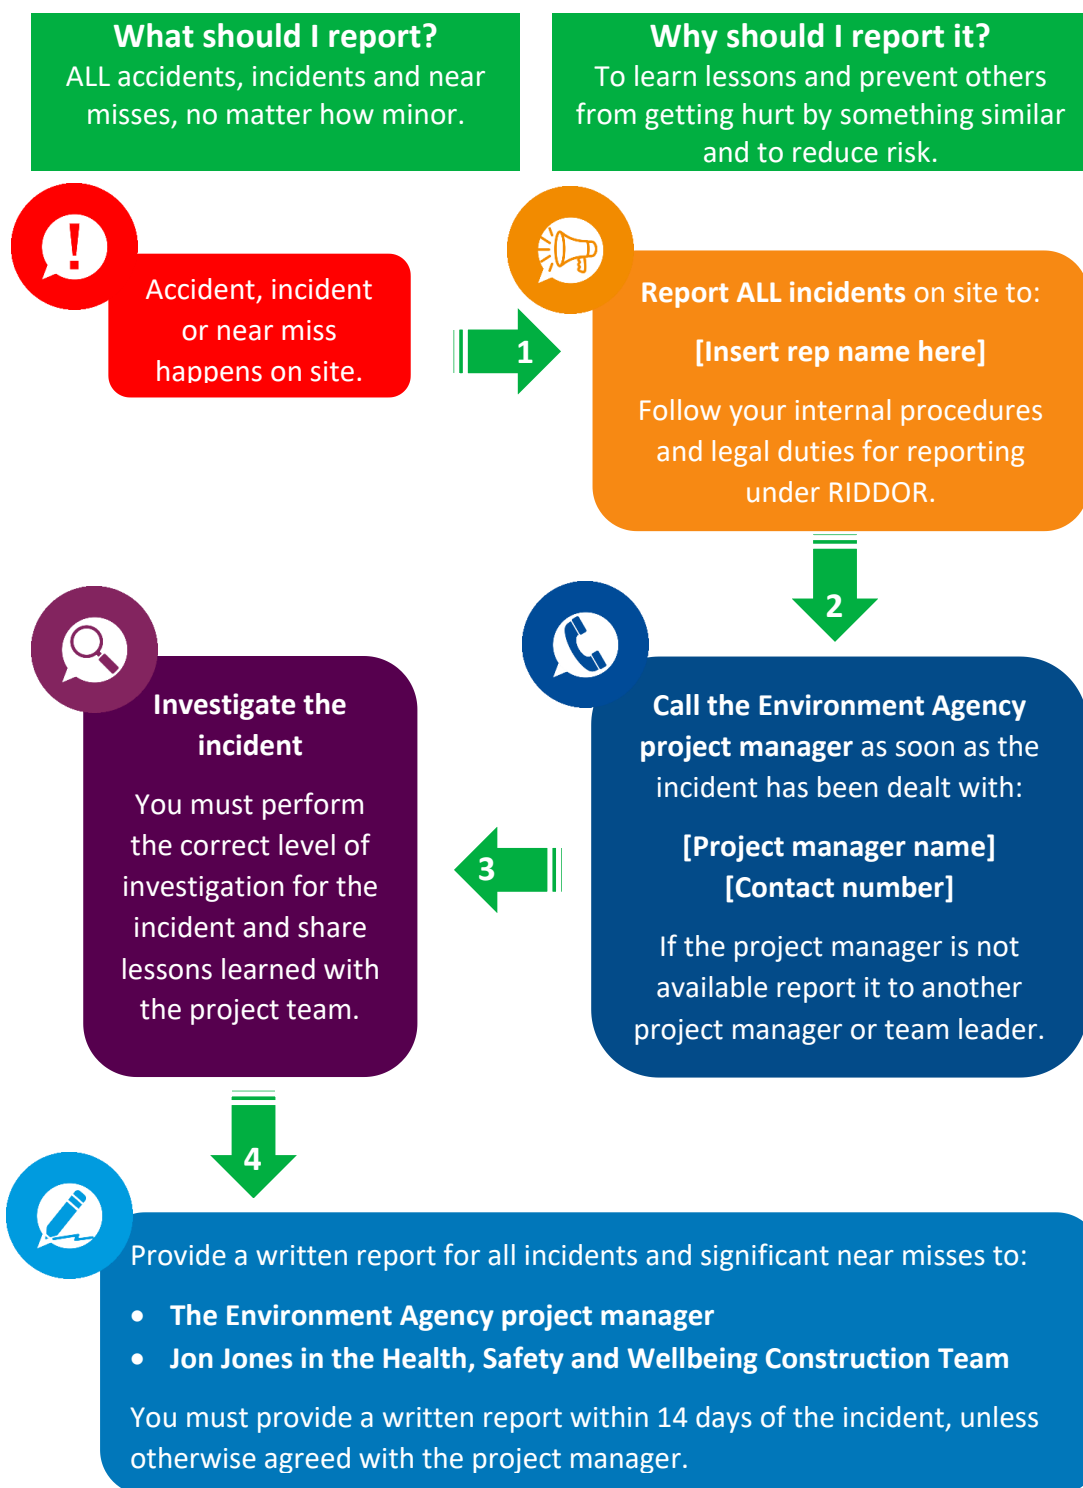 What should I report?
ALL accidents, incidents and near
misses, no matter how minor.
Why should I report it?
To learn lessons and prevent others
from getting hurt by something similar
and to reduce risk.
!
Accident, incident
or near miss
happens on site.
1
Report ALL incidents on site to:
[Insert rep name here]
Follow your internal procedures
and legal duties for reporting
under RIDDOR.
2
Call the Environment Agency
project manager as soon as the
incident has been dealt with:
[Project manager name]
[Contact number]
If the project manager is not
available report it to another
project manager or team leader.
3
Investigate the
incident
You must perform
the correct level of
investigation for the
incident and share
lessons learned with
the project team.
4
Provide a written report for all incidents and significant near misses to:
• The Environment Agency project manager
• Jon Jones in the Health, Safety and Wellbeing Construction Team
You must provide a written report within 14 days of the incident, unless
otherwise agreed with the project manager.